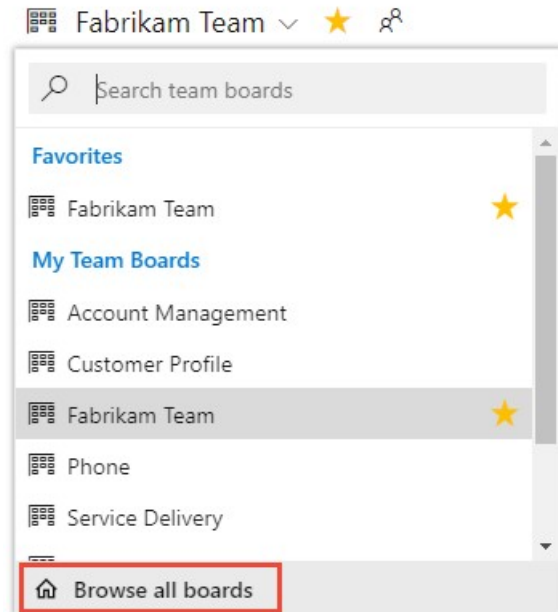 Fabrikam Team
Search team boards
Favorites
Fabrikam Team
My Team Boards
Account Management
Customer Profile
Fabrikam Team
Phone
Service Delivery
Browse all boards